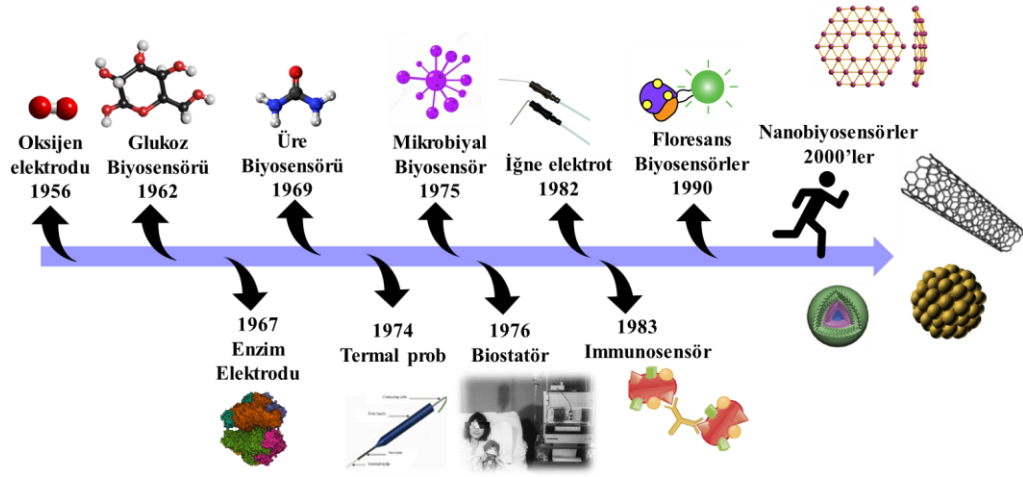 Oksijen
elektrodu
1956
Glukoz
Biyosensörü
1962
Üre
Biyosensörü
1969
Mikrobiyal
Biyosensör
1975
İğne elektrot
1982
Floresans
Biyosensörler
1990
Nanobiyosensörler
2000’ler
1967
Enzim
Elektrodu
1974
Termal prob
1976
Biostatör
1983
Immunosensör